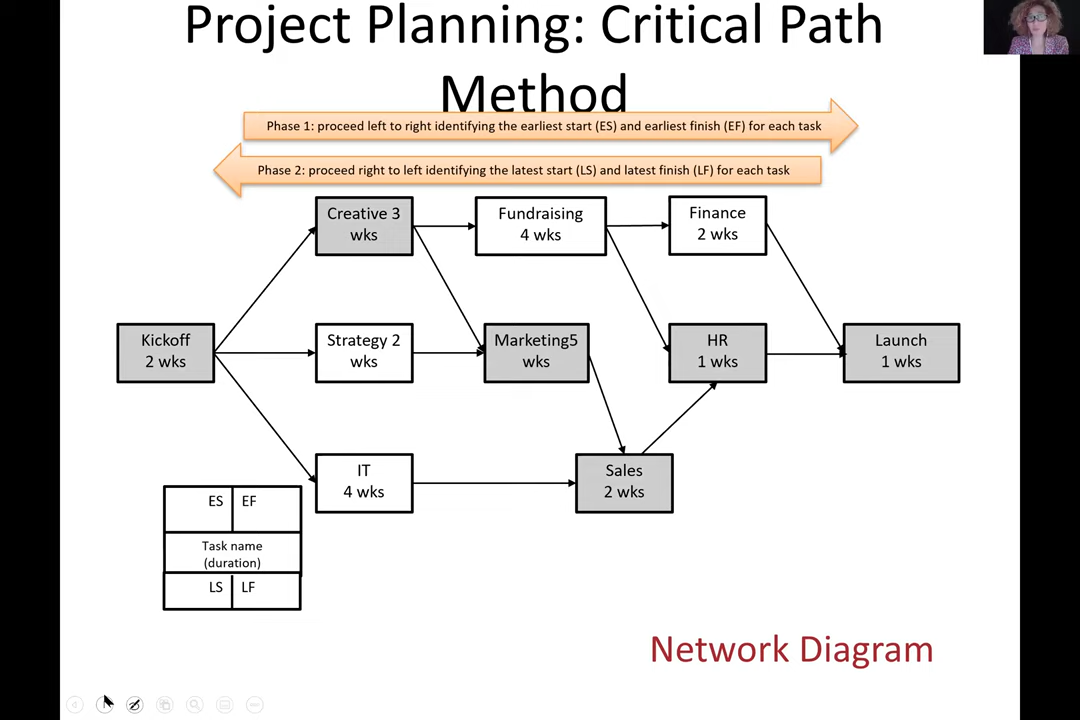 Project Planning: Critical Path
Method
Phase 1: proceed left to right identifying the earliest start (ES) and earliest finish (EF) for each task
Phase 2: proceed right to left identifying the latest start (LS) and latest finish (LF) for each task
Creative 3
wks
Fundraising
4 wks
Finance
2 wks
Kickoff
2 wks
Strategy 2
wks
Marketing5
wks
HR
1 wks
Launch
1 wks
IT
4 wks
Sales
2 wks
ES EF
Task name
(duration)
LS LF
Network Diagram